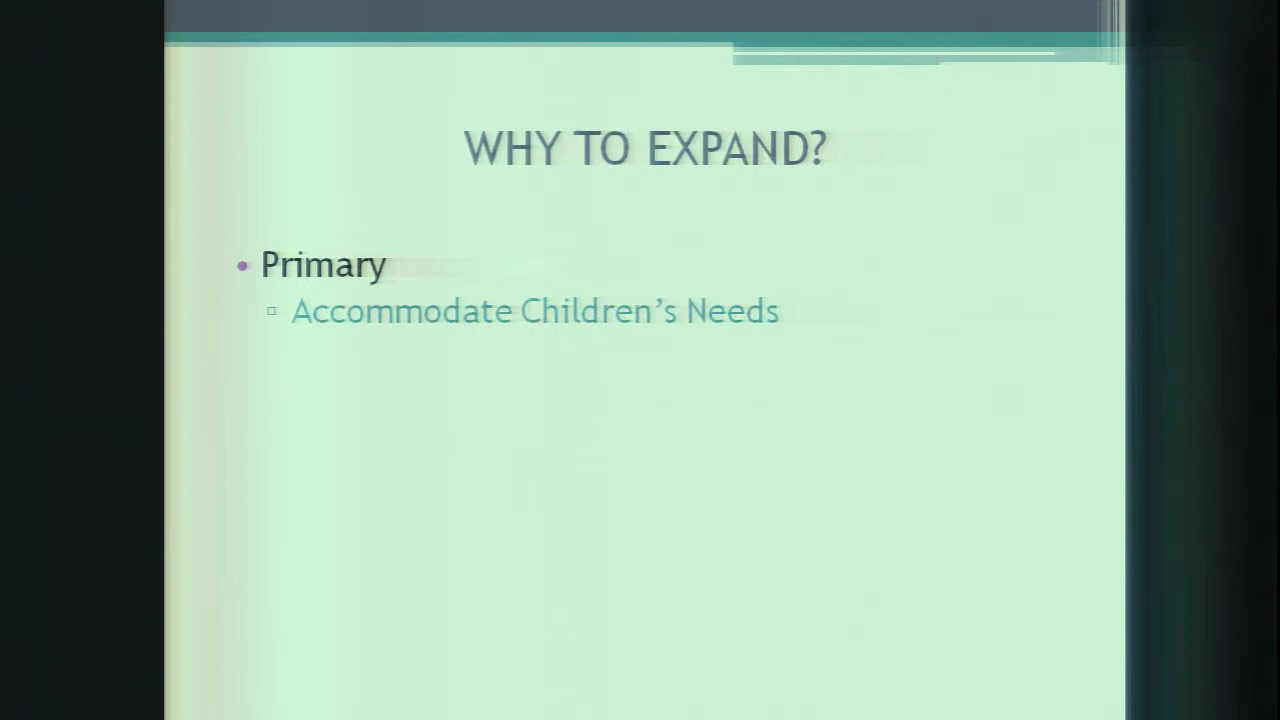 WHY TO EXPAND?
• Primary
▫ Accommodate Children's Needs